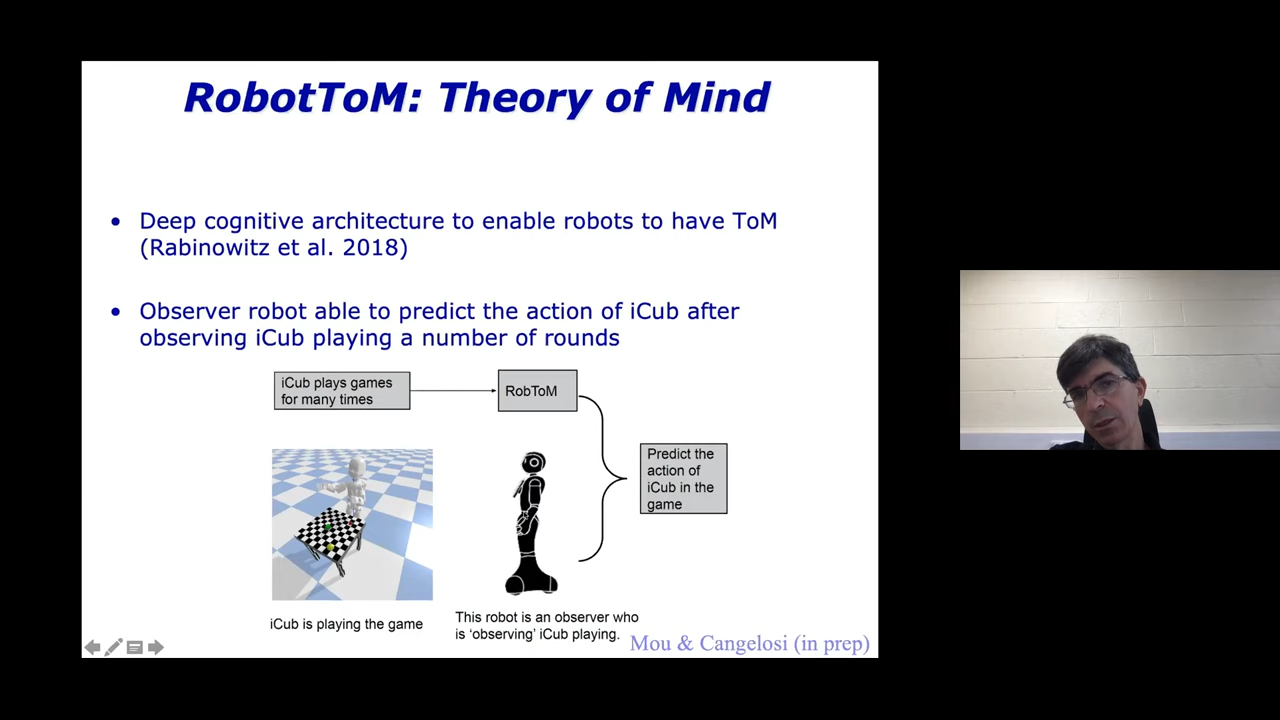 RobotToM: Theory of Mind
• Deep cognitive architecture to enable robots to have ToM
(Rabinowitz et al. 2018)
• Observer robot able to predict the action of iCub after
observing iCub playing a number of rounds
iCub plays games
for many times
RobToM
Predict the
action of
iCub in the
game
iCub is playing the game
This robot is an observer who
is ‘observing’ iCub playing.
Mou & Cangelosi (in prep)